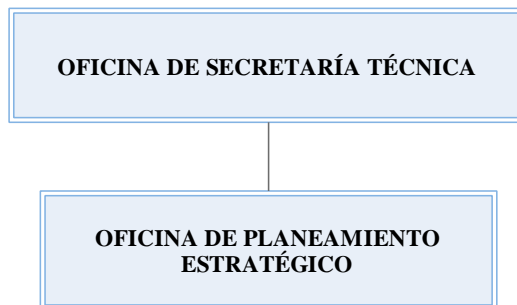 OFICINA DE SECRETARÍA TÉCNICA
OFICINA DE PLANEAMIENTO
ESTRATÉGICO